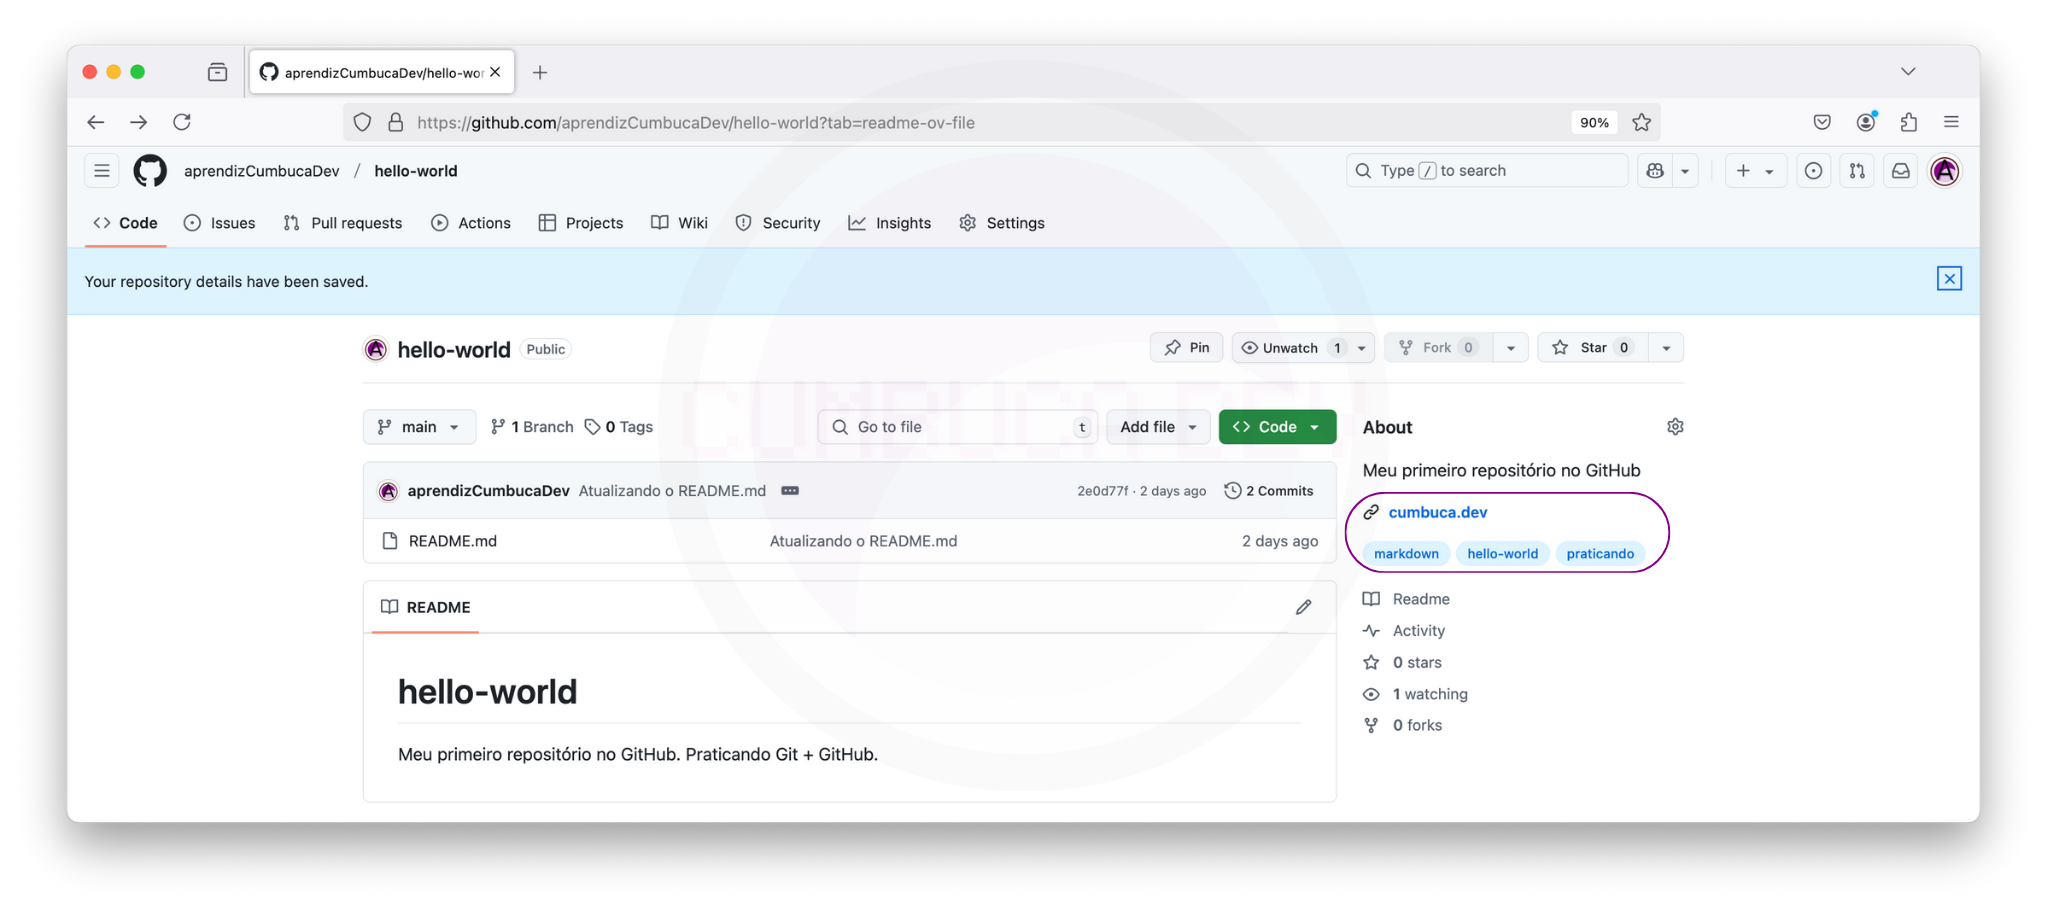 aprendizCumbucaDev/hello-wor
https://github.com/aprendizCumbucaDev/hello-world?tab=readme-ov-file
90%
aprendizCumbucaDev / hello-world
Type / to search
Code Issues Pull requests Actions Projects Wiki Security Insights Settings
Your repository details have been saved.
hello-world Public
Pin Unwatch 1 Fork 0 Star 0
main 1 Branch 0 Tags
Go to file t
Add file
Code
About
Meu primeiro repositório no GitHub
cumbuca.dev
markdown hello-world praticando
Readme
Activity
0 stars
1 watching
0 forks
aprendizCumbucaDev Atualizando o README.md 2e0d77f · 2 days ago 2 Commits
README.md Atualizando o README.md 2 days ago
README
hello-world
Meu primeiro repositório no GitHub. Praticando Git + GitHub.
CUMBUCA DEV